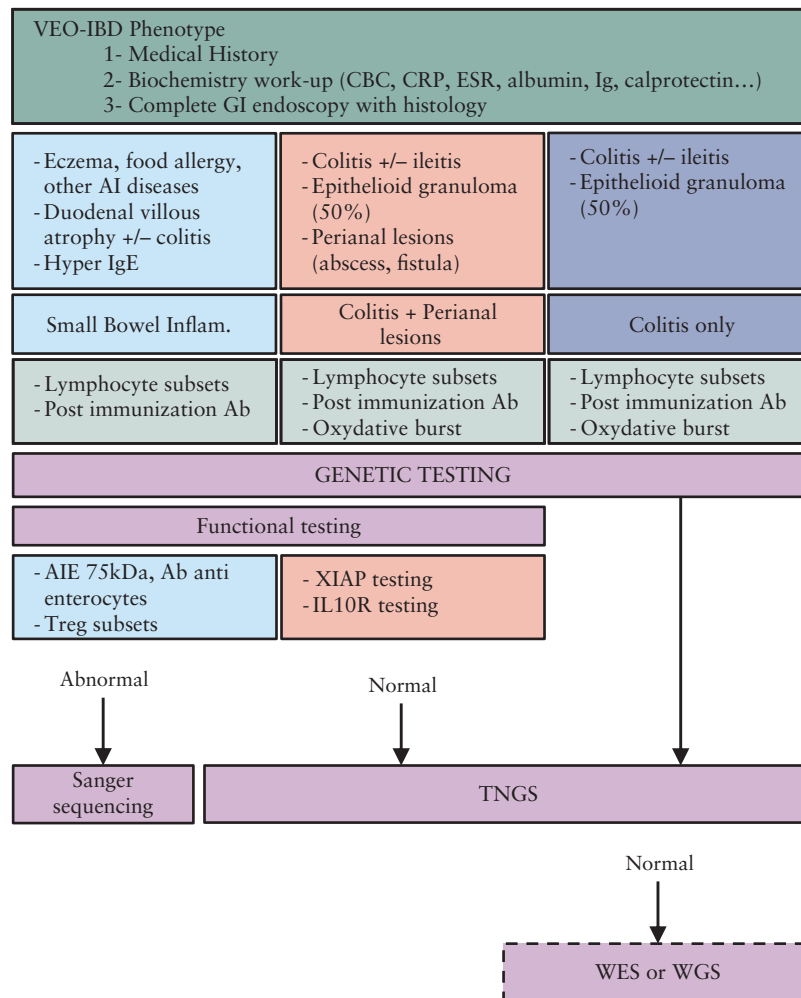 VEO-IBD Phenotype
1- Medical History
2- Biochemistry work-up (CBC, CRP, ESR, albumin, Ig, calprotectin…)
3- Complete GI endoscopy with histology
- Eczema, food allergy,
other AI diseases
- Duodenal villous
atrophy +/– colitis
- Hyper IgE
- Colitis +/– ileitis
- Epithelioid granuloma
(50%)
- Perianal lesions
(abscess, fistula)
- Colitis +/– ileitis
- Epithelioid granuloma
(50%)
Small Bowel Inflam.
Colitis + Perianal
lesions
Colitis only
- Lymphocyte subsets
- Post immunization Ab
- Lymphocyte subsets
- Post immunization Ab
- Oxydative burst
- Lymphocyte subsets
- Post immunization Ab
- Oxydative burst
GENETIC TESTING
Functional testing
- AIE 75kDa, Ab anti
enterocytes
- Treg subsets
- XIAP testing
- IL10R testing
Abnormal
Normal
Sanger
sequencing
TNGS
Normal
WES or WGS